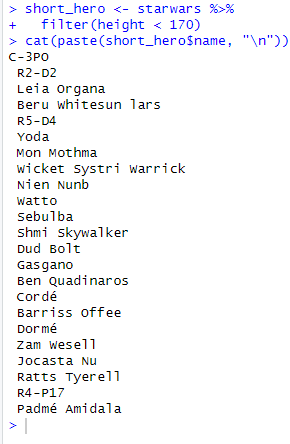 > short_hero <- starwars %>%
+   filter(height < 170)
> cat(paste(short_hero$name, "\n"))
C-3PO
 R2-D2
 Leia Organa
 Beru Whitesun lars
 R5-D4
 Yoda
 Mon Mothma
 Wicket Systri Warrick
 Nien Nunb
 Watto
 Sebulba
 Shmi Skywalker
 Dud Bolt
 Gasgano
 Ben Quadinaros
 Cordé
 Barriss Offee
 Dormé
 Zam Wesell
 Jocasta Nu
 Ratts Tyerell
 R4-P17
 Padmé Amidala
>